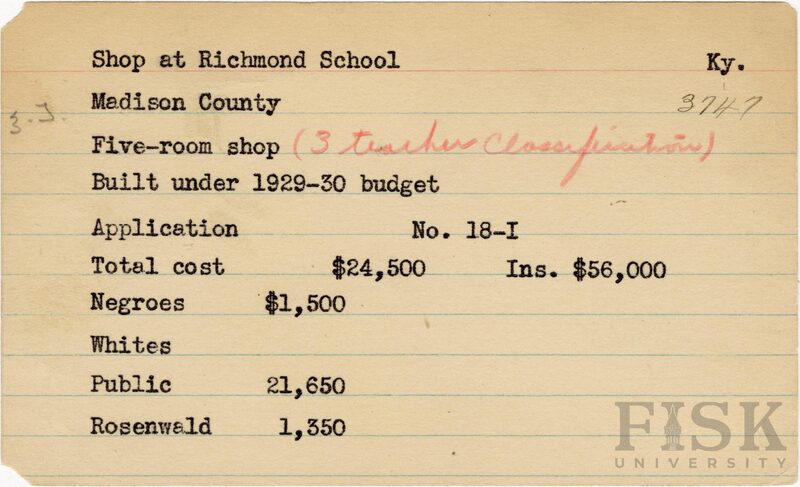 Shop at Richmond School Ky.
Madison County 3747
3.T.
Five-room shop (3 teacher Classification)
Built under 1929-30 budget
Application No. 18-I
Total cost $24,500 Ins. $56,000
Negroes $1,500
Whites
Public 21,650
Rosenwald 1,350
FISK
UNIVERSITY